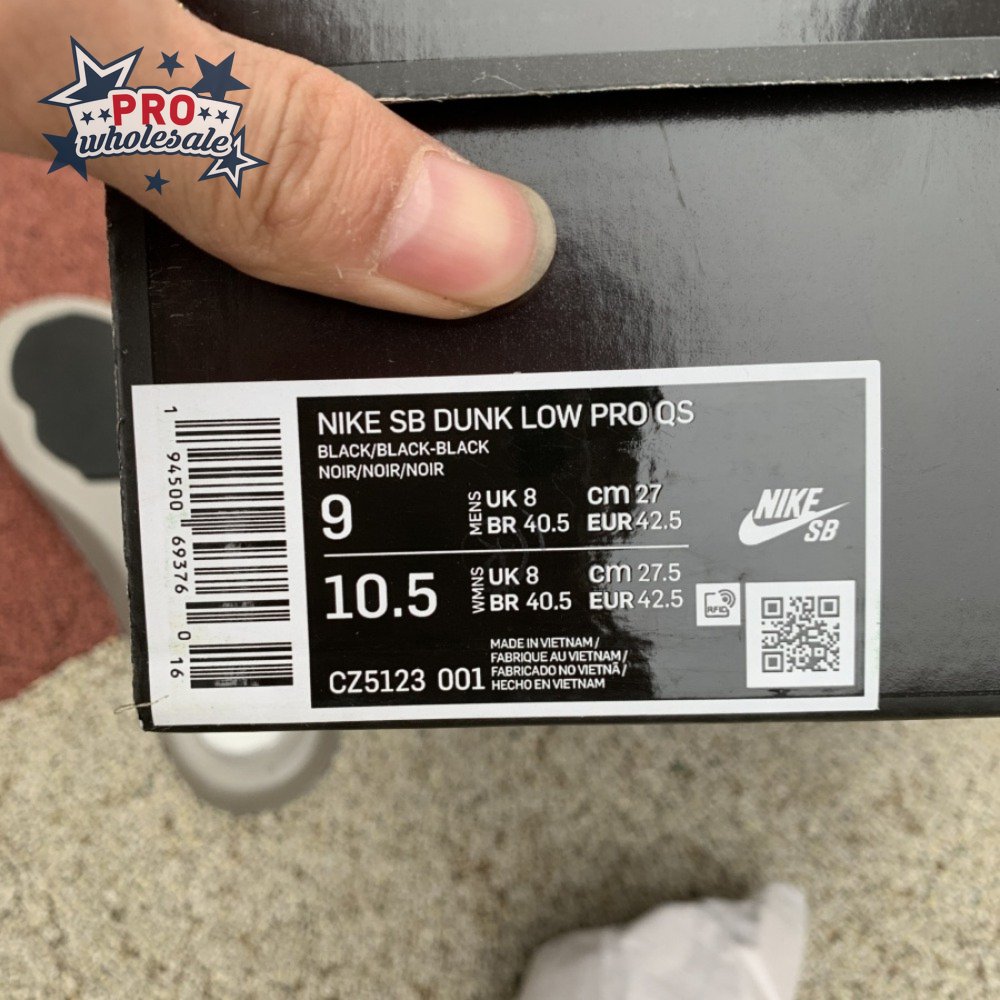 PRO
wholesale
NIKE SB DUNK LOW PRO QS
BLACK/BLACK-BLACK
NOIR/NOIR/NOIR
9
MENS
UK 8 cm 27
BR 40.5 EUR 42.5
10.5
WMNS
UK 8 cm 27.5
BR 40.5 EUR 42.5
RFID
NIKE
SB
MADE IN VIETNAM /
FABRIQUE AU VIETNAM /
FABRICADO NO VIETNÃ /
HECHO EN VIETNAM
CZ5123 001
1 94500 69376 0 16